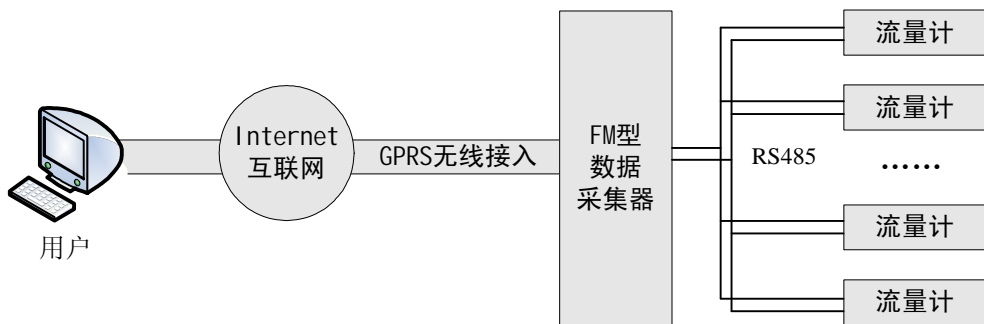 用户
Internet
互联网
GPRS无线接入
FM型
数据
采集器
RS485
流量计
流量计
……
流量计
流量计